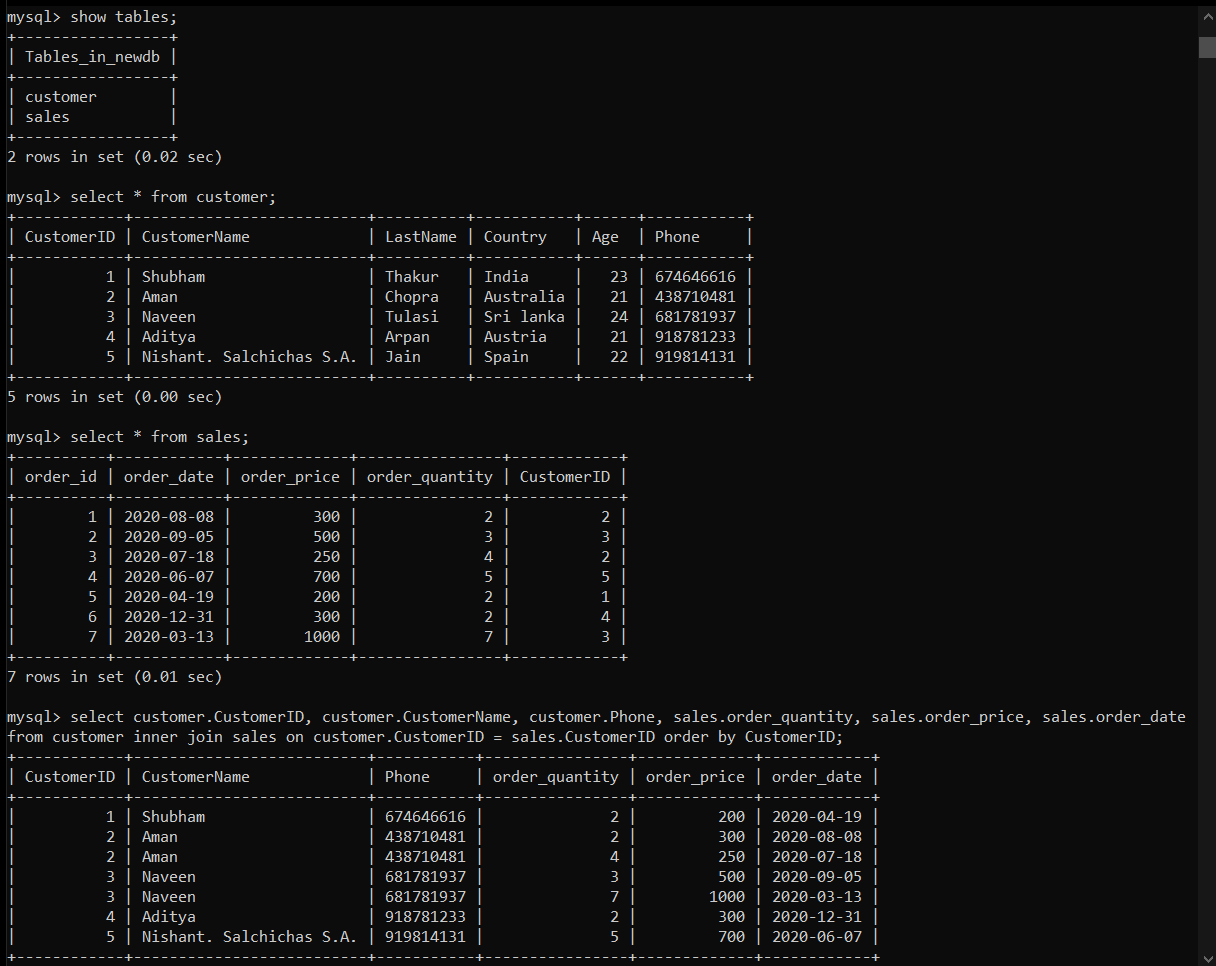 mysql> show tables;
+-----------------+
| Tables_in_newdb |
+-----------------+
| customer        |
| sales           |
+-----------------+
2 rows in set (0.02 sec)

mysql> select * from customer;
+------------+--------------------------+----------+-----------+------+-----------+
| CustomerID | CustomerName             | LastName | Country   | Age  | Phone     |
+------------+--------------------------+----------+-----------+------+-----------+
|          1 | Shubham                  | Thakur   | India     |   23 | 674646616 |
|          2 | Aman                     | Chopra   | Australia |   21 | 438710481 |
|          3 | Naveen                   | Tulasi   | Sri lanka |   24 | 681781937 |
|          4 | Aditya                   | Arpan    | Austria   |   21 | 918781233 |
|          5 | Nishant. Salchichas S.A. | Jain     | Spain     |   22 | 919814131 |
+------------+--------------------------+----------+-----------+------+-----------+
5 rows in set (0.00 sec)

mysql> select * from sales;
+----------+------------+-------------+----------------+------------+
| order_id | order_date | order_price | order_quantity | CustomerID |
+----------+------------+-------------+----------------+------------+
|        1 | 2020-08-08 |         300 |              2 |          2 |
|        2 | 2020-09-05 |         500 |              3 |          3 |
|        3 | 2020-07-18 |         250 |              4 |          2 |
|        4 | 2020-06-07 |         700 |              5 |          5 |
|        5 | 2020-04-19 |         200 |              2 |          1 |
|        6 | 2020-12-31 |         300 |              2 |          4 |
|        7 | 2020-03-13 |        1000 |              7 |          3 |
+----------+------------+-------------+----------------+------------+
7 rows in set (0.01 sec)

mysql> select customer.CustomerID, customer.CustomerName, customer.Phone, sales.order_quantity, sales.order_price, sales.order_date
from customer inner join sales on customer.CustomerID = sales.CustomerID order by CustomerID;
+------------+--------------------------+-----------+----------------+-------------+------------+
| CustomerID | CustomerName             | Phone     | order_quantity | order_price | order_date |
+------------+--------------------------+-----------+----------------+-------------+------------+
|          1 | Shubham                  | 674646616 |              2 |         200 | 2020-04-19 |
|          2 | Aman                     | 438710481 |              2 |         300 | 2020-08-08 |
|          2 | Aman                     | 438710481 |              4 |         250 | 2020-07-18 |
|          3 | Naveen                   | 681781937 |              3 |         500 | 2020-09-05 |
|          3 | Naveen                   | 681781937 |              7 |        1000 | 2020-03-13 |
|          4 | Aditya                   | 918781233 |              2 |         300 | 2020-12-31 |
|          5 | Nishant. Salchichas S.A. | 919814131 |              5 |         700 | 2020-06-07 |
+------------+--------------------------+-----------+----------------+-------------+------------+